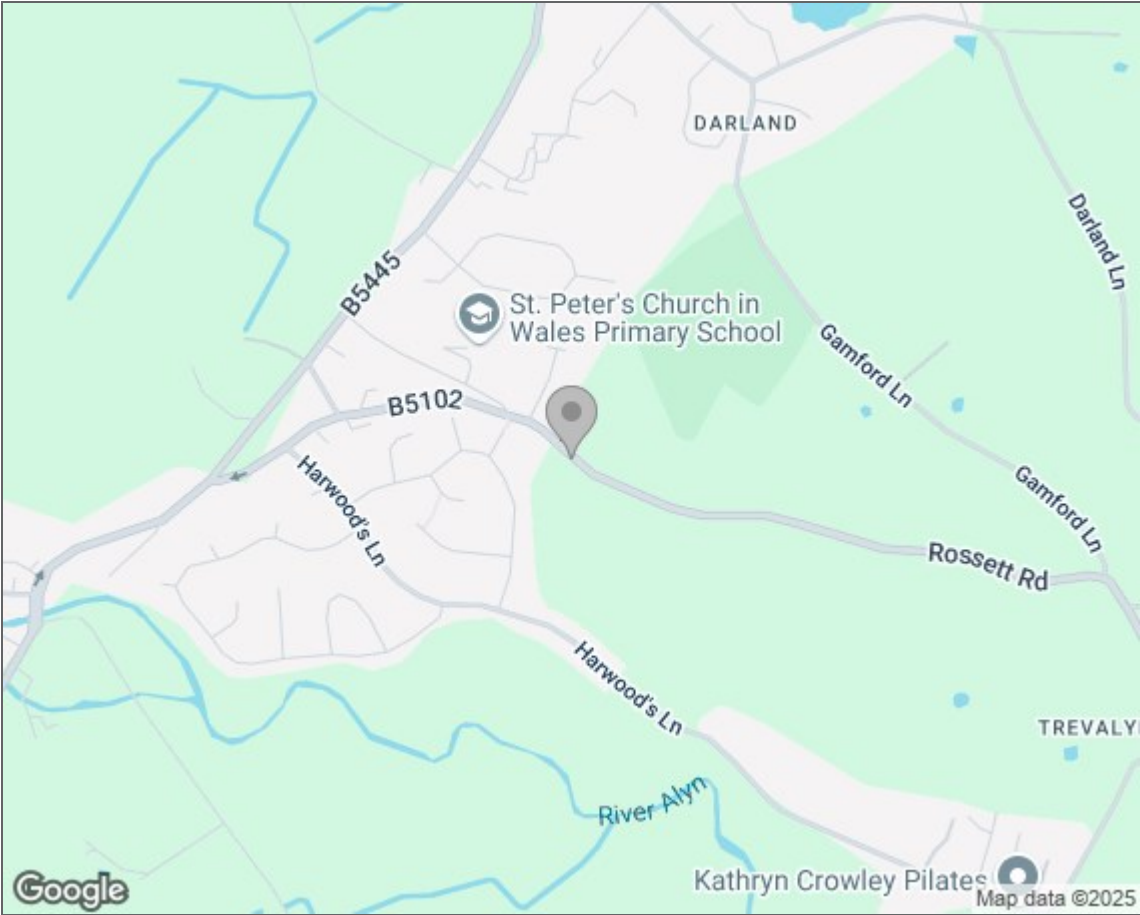 DARLAND
Darland Ln
B5445
St. Peter's Church in
Wales Primary School
Gamford Ln
B5102
Harwood's Ln
Gamford Ln
Rossett Rd
Harwood's Ln
TREVALY
River Alyn
Kathryn Crowley Pilates
Google
Map data ©2025